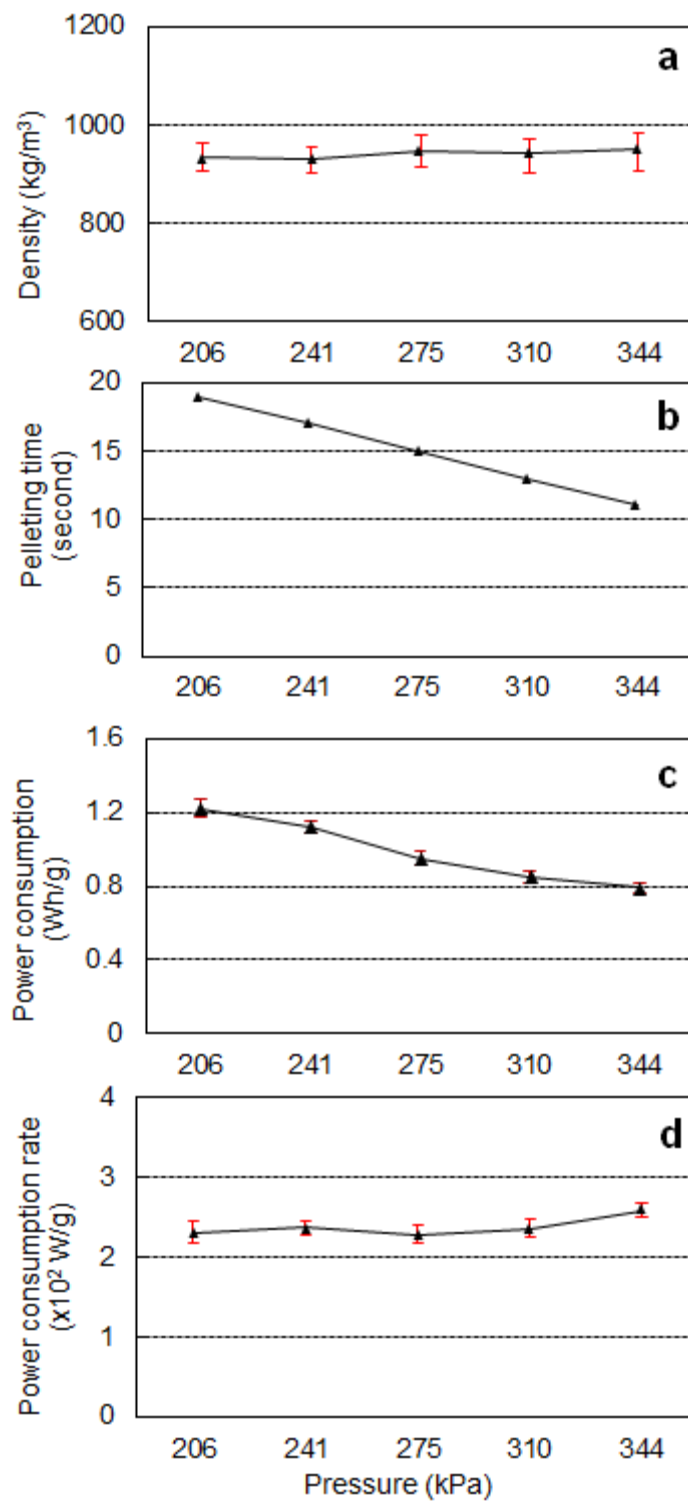 a
Density (kg/m³)
1200
1000
800
600
206 241 275 310 344
b
Pelleting time
(second)
20
15
10
5
0
206 241 275 310 344
c
Power consumption
(Wh/g)
1.6
1.2
0.8
0.4
0
206 241 275 310 344
d
Power consumption rate
(x10² W/g)
4
3
2
1
0
206 241 275 310 344
Pressure (kPa)